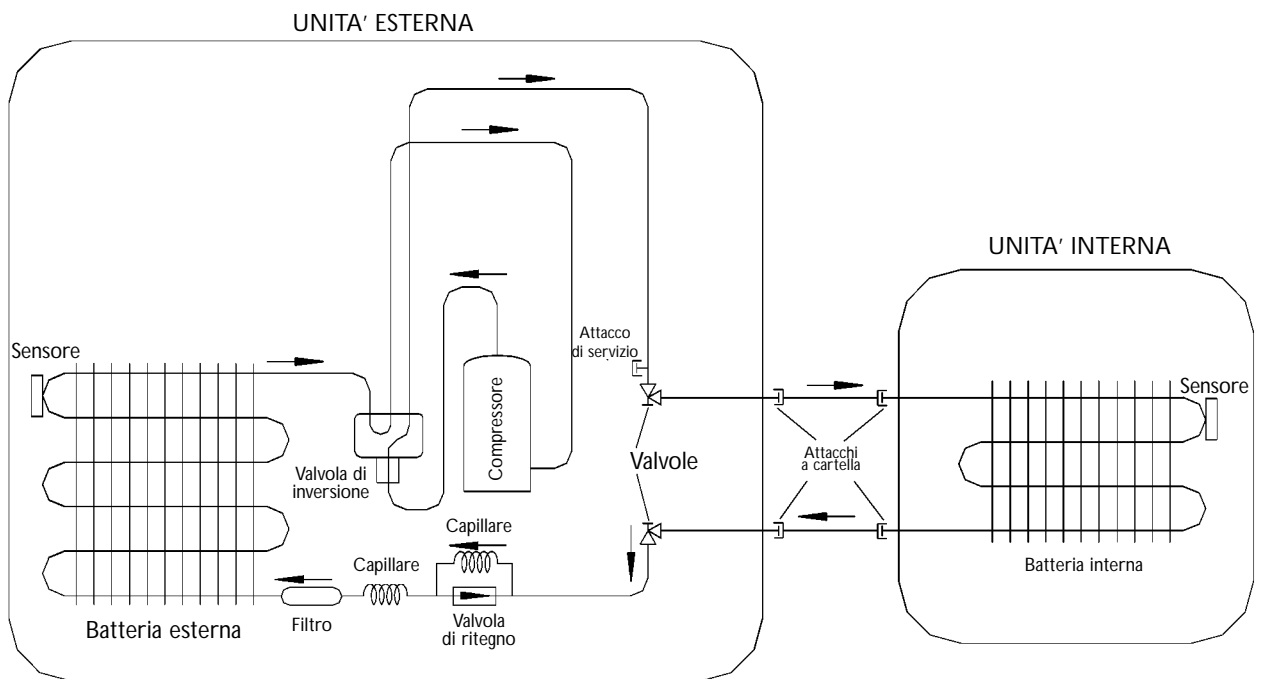 UNITA' ESTERNA
UNITA' INTERNA
Attacco
di servizio
Sensore
Compressore
Sensore
Valvola di
inversione
Valvole
Attacchi
a cartella
Capillare
Capillare
Batteria interna
Batteria esterna
Filtro
Valvola
di ritegno